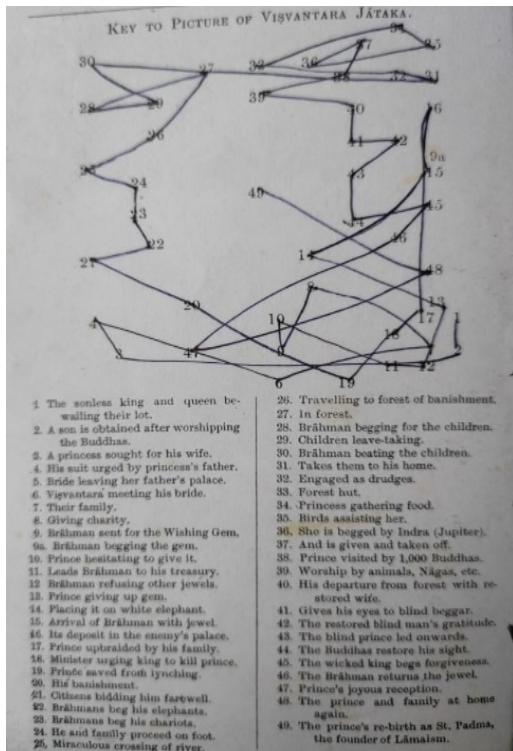 KEY TO PICTURE OF VIṢVANTARA JÁTAKA.
30
27
33
36
37
34
35
38
32
31
28
29
39
40
16
26
41
42
9a
25
24
43
15
49
23
44
45
22
14
46
21
48
8
20
13
4
10
17
1
18
3
47
9
11
12
2
6
19
1. The sonless king and queen be-
wailing their lot.
2. A son is obtained after worshipping
the Buddhas.
3. A princess sought for his wife.
4. His suit urged by princess's father.
5. Bride leaving her father's palace.
6. Viṣvantara meeting his bride.
7. Their family.
8. Giving charity.
9. Brāhman sent for the Wishing Gem.
9a. Brāhman begging the gem.
10. Prince hesitating to give it.
11. Leads Brāhman to his treasury.
12 Brāhman refusing other jewels.
13. Prince giving up gem.
14. Placing it on white elephant.
15. Arrival of Brāhman with jewel.
16. Its deposit in the enemy's palace.
17. Prince upbraided by his family.
18. Minister urging king to kill prince.
19. Prince saved from lynching.
20. His banishment.
21. Citizens bidding him farewell.
22. Brāhmans beg his elephants.
23. Brāhmans beg his chariots.
24. He and family proceed on foot.
25. Miraculous crossing of river.
26. Travelling to forest of banishment.
27. In forest.
28. Brāhman begging for the children.
29. Children leave-taking.
30. Brāhman beating the children.
31. Takes them to his home.
32. Engaged as drudges.
33. Forest hut.
34. Princess gathering food.
35. Birds assisting her.
36. She is begged by Indra (Jupiter).
37. And is given and taken off.
38. Prince visited by 1,000 Buddhas.
39. Worship by animals, Nāgas, etc.
40. His departure from forest with re-
stored wife.
41. Gives his eyes to blind beggar.
42. The restored blind man's gratitude.
43. The blind prince led onwards.
44. The Buddhas restore his sight.
45. The wicked king begs forgiveness.
46. The Brāhman returns the jewel.
47. Prince's joyous reception.
48. The prince and family at home
again.
49. The prince's re-birth as St. Padma,
the founder of Lāmaism.